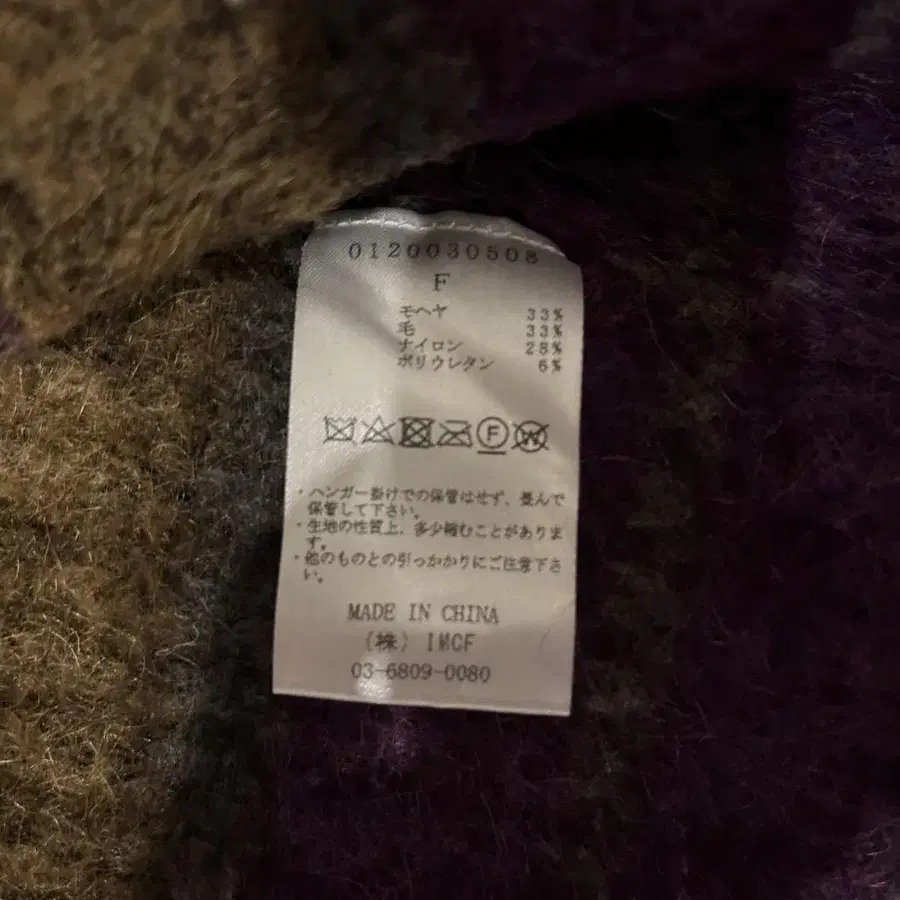 0120030508
F
モヘヤ 33%
毛 33%
ナイロン 28%
ポリウレタン 6%
F W
・ハンガー掛けでの保管はせず、畳んで
保管して下さい。
・生地の性質上、多少縮むことがありま
す。
・他のものとの引っかかりにご注意下さ
い。
MADE IN CHINA
(株) IMCF
03-6809-0080